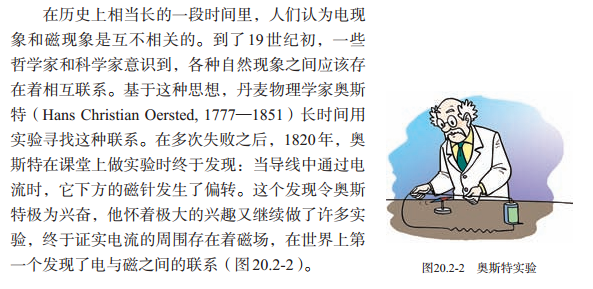 在历史上相当长的一段时间里，人们认为电现
象和磁现象是互不相关的。到了19世纪初，一些
哲学家和科学家意识到，各种自然现象之间应该存
在着相互联系。基于这种思想，丹麦物理学家奥斯
特（Hans Christian Oersted, 1777—1851）长时间用
实验寻找这种联系。在多次失败之后，1820年，奥
斯特在课堂上做实验时终于发现：当导线中通过电
流时，它下方的磁针发生了偏转。这个发现令奥斯
特极为兴奋，他怀着极大的兴趣又继续做了许多实
验，终于证实电流的周围存在着磁场，在世界上第
一个发现了电与磁之间的联系（图20.2-2）。
图20.2-2　奥斯特实验